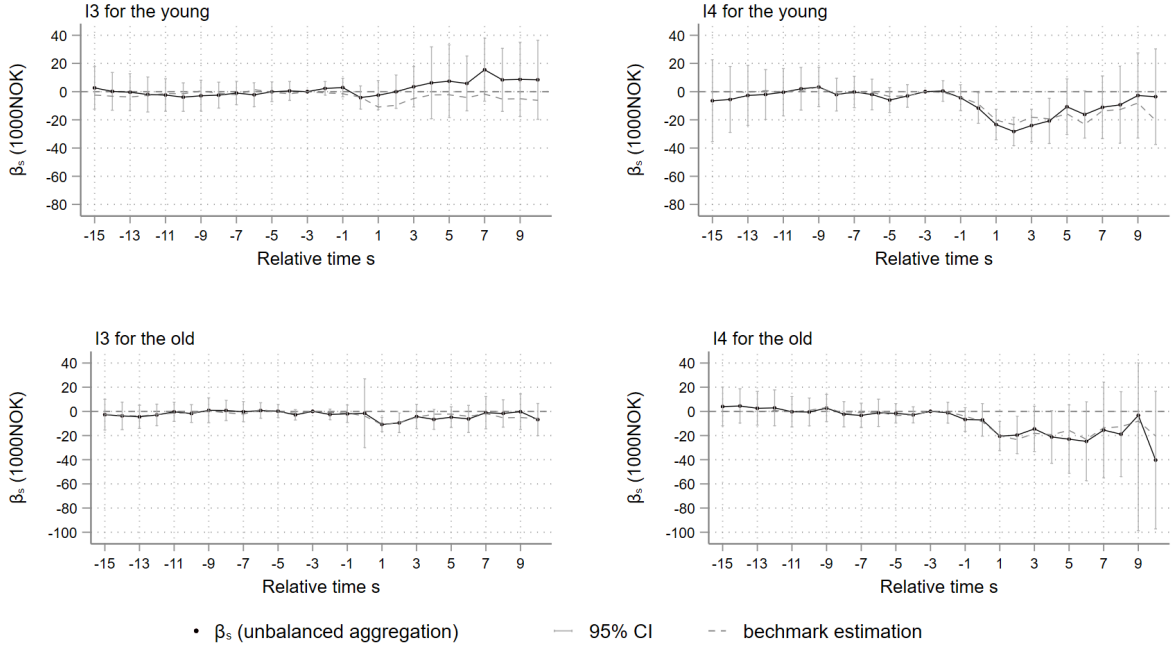 I3 for the young
40
20
0
-20
-40
-60
-80
βs (1000NOK)
-15 -13 -11 -9 -7 -5 -3 -1 1 3 5 7 9
Relative time s
I4 for the young
40
20
0
-20
-40
-60
-80
βs (1000NOK)
-15 -13 -11 -9 -7 -5 -3 -1 1 3 5 7 9
Relative time s
I3 for the old
40
20
0
-20
-40
-60
-80
-100
βs (1000NOK)
-15 -13 -11 -9 -7 -5 -3 -1 1 3 5 7 9
Relative time s
I4 for the old
40
20
0
-20
-40
-60
-80
-100
βs (1000NOK)
-15 -13 -11 -9 -7 -5 -3 -1 1 3 5 7 9
Relative time s
βs (unbalanced aggregation) 95% CI bechmark estimation